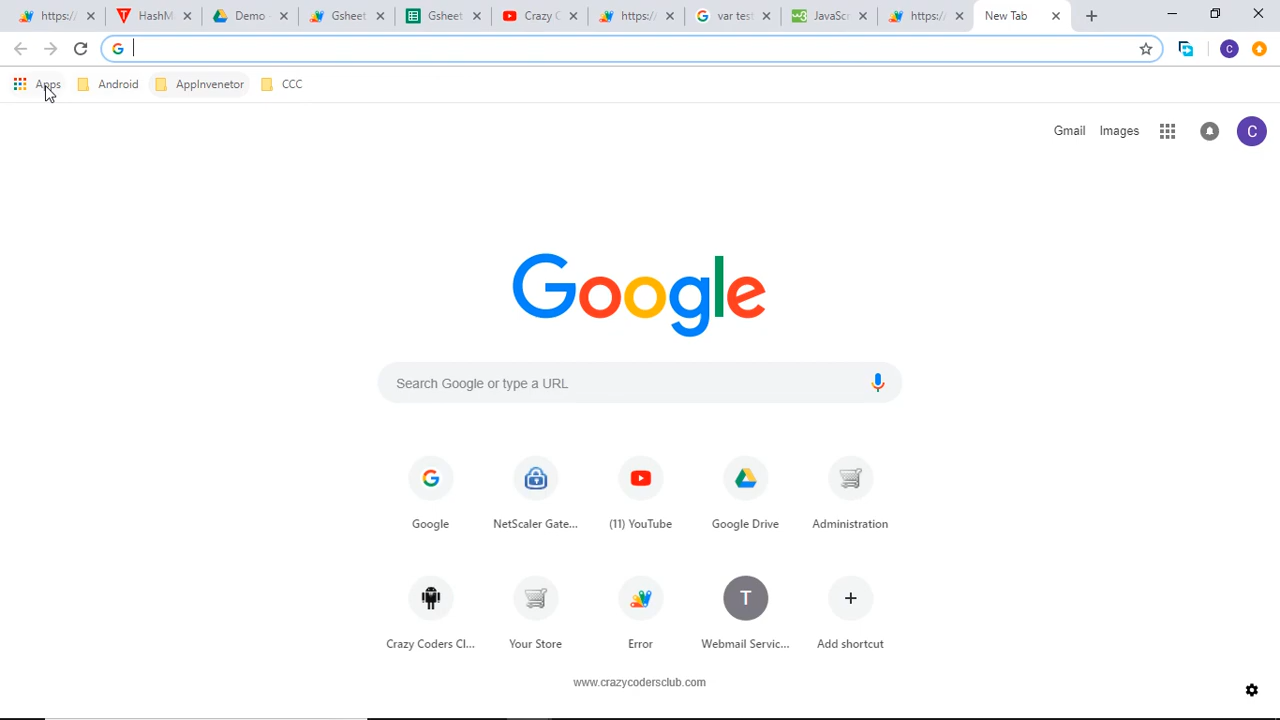 https:/
HashM
Demo -
Gsheet
Gsheet
Crazy C
https:/
var test
JavaSc
https:/
New Tab
Apps
Android
AppInvenetor
CCC
C
Gmail
Images
C
Google
Search Google or type a URL
Google
NetScaler Gate...
(11) YouTube
Google Drive
Administration
T
Crazy Coders Cl...
Your Store
Error
Webmail Servic...
Add shortcut
www.crazycodersclub.com